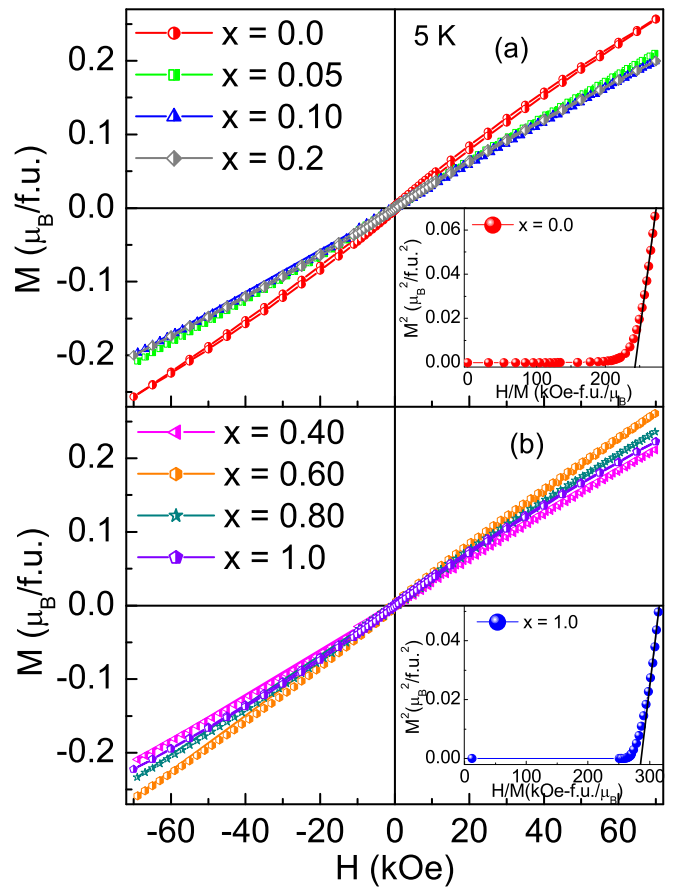 5 K
(a)
x = 0.0
x = 0.05
x = 0.10
x = 0.2
0.2
0.1
0.0
-0.1
-0.2
M (μB/f.u.)
x = 0.0
0.06
0.04
0.02
0.00
M² (μB²/f.u.²)
0 100 200
H/M (kOe-f.u./μB)
(b)
x = 0.40
x = 0.60
x = 0.80
x = 1.0
0.2
0.1
0.0
-0.1
-0.2
M (μB/f.u.)
x = 1.0
0.04
0.02
0.00
M²(μB²/f.u.²)
0 100 200 300
H/M(kOe-f.u./μB)
-60 -40 -20 0 20 40 60
H (kOe)